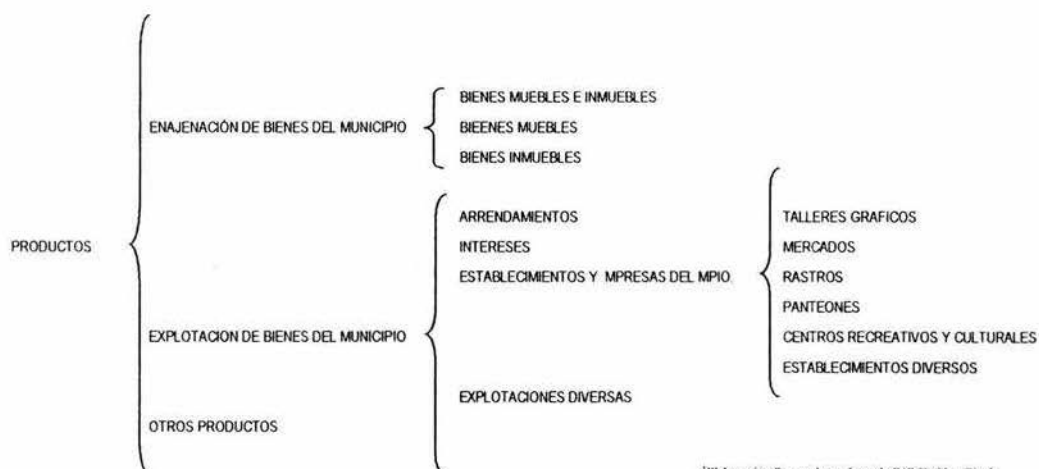 PRODUCTOS
ENAJENACIÓN DE BIENES DEL MUNICIPIO
BIENES MUEBLES E INMUEBLES
BIEENES MUEBLES
BIENES INMUEBLES
EXPLOTACION DE BIENES DEL MUNICIPIO
ARRENDAMIENTOS
INTERESES
ESTABLECIMIENTOS Y MPRESAS DEL MPIO.
TALLERES GRAFICOS
MERCADOS
RASTROS
PANTEONES
CENTROS RECREATIVOS Y CULTURALES
ESTABLECIMIENTOS DIVERSOS
EXPLOTACIONES DIVERSAS
OTROS PRODUCTOS